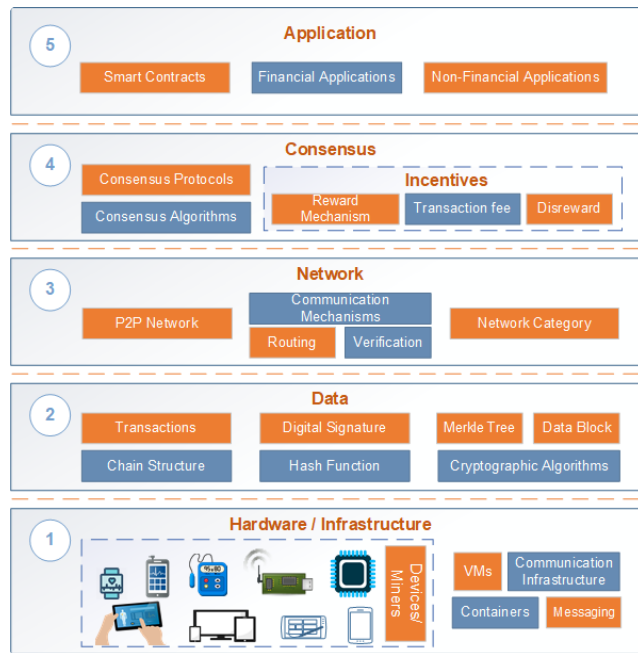 5
Application
Smart Contracts
Financial Applications
Non-Financial Applications
4
Consensus
Consensus Protocols
Consensus Algorithms
Incentives
Reward
Mechanism
Transaction fee
Disreward
3
Network
P2P Network
Communication
Mechanisms
Routing
Verification
Network Category
2
Data
Transactions
Digital Signature
Merkle Tree
Data Block
Chain Structure
Hash Function
Cryptographic Algorithms
1
Hardware / Infrastructure
Devices/
Miners
VMs
Communication
Infrastructure
Containers
Messaging